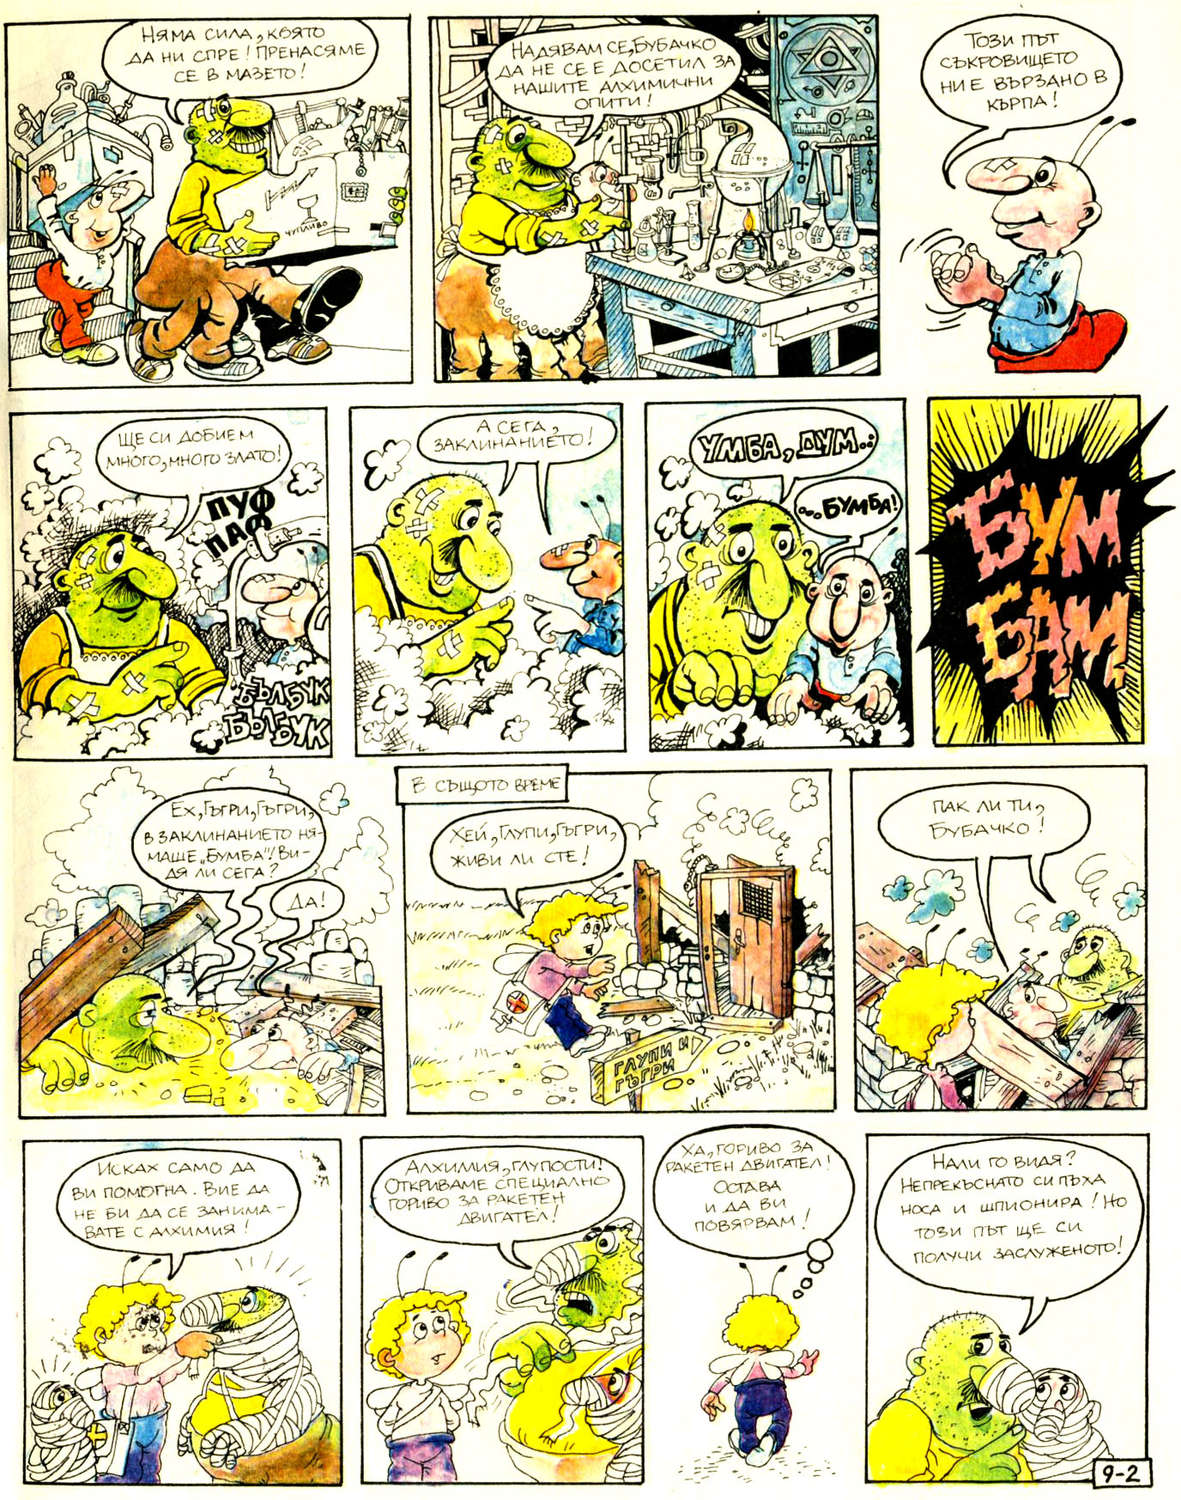 НЯМА СИЛА, КОЯТО
ДА НИ СПРЕ! ПРЕНАСЯМЕ
СЕ В МАЗЕТО!
ЧУПЛИВО
НАДЯВАМ СЕ, БУБАЧКО
ДА НЕ СЕ Е ДОСЕТИЛ ЗА
НАШИТЕ АЛХИМИЧНИ
ОПИТИ!
ТОЗИ ПЪТ
СЪКРОВИЩЕТО
НИ Е ВЪРЗАНО В
КЪРПА!
ЩЕ СИ ДОБИЕМ
МНОГО, МНОГО ЗЛАТО!
ПУФ
ПАФ
БЪЛБУК
БЪЛБУК
А СЕГА,
ЗАКЛИНАНИЕТО!
УМБА, ДУМ...
...БУМБА!
БУМ
БАМ
ЕХ, ГЪГРИ, ГЪГРИ,
В ЗАКЛИНАНИЕТО НЯ-
МАШЕ „БУМБА"! ВИ-
ДЯ ЛИ СЕГА?
ДА!
В СЪЩОТО ВРЕМЕ
ХЕЙ, ГЛУПИ, ГЪГРИ,
ЖИВИ ЛИ СТЕ!
ГЛУПИ И
ГЪГРИ
ПАК ЛИ ТИ,
БУБАЧКО?
ИСКАХ САМО ДА
ВИ ПОМОГНА. ВИЕ ДА
НЕ БИ ДА СЕ ЗАНИМА-
ВАТЕ С АЛХИМИЯ!
АЛХИМИЯ, ГЛУПОСТИ!
ОТКРИВАМЕ СПЕЦИАЛНО
ГОРИВО ЗА РАКЕТЕН
ДВИГАТЕЛ!
ХА, ГОРИВО ЗА
РАКЕТЕН ДВИГАТЕЛ!
ОСТАВА
И ДА ВИ
ПОВЯРВАМ!
НАЛИ ГО ВИДЯ?
НЕПРЕКЪСНАТО СИ ПЪХА
НОСА И ШПИОНИРА! НО
ТОЗИ ПЪТ ЩЕ СИ
ПОЛУЧИ ЗАСЛУЖЕНОТО!
9-2